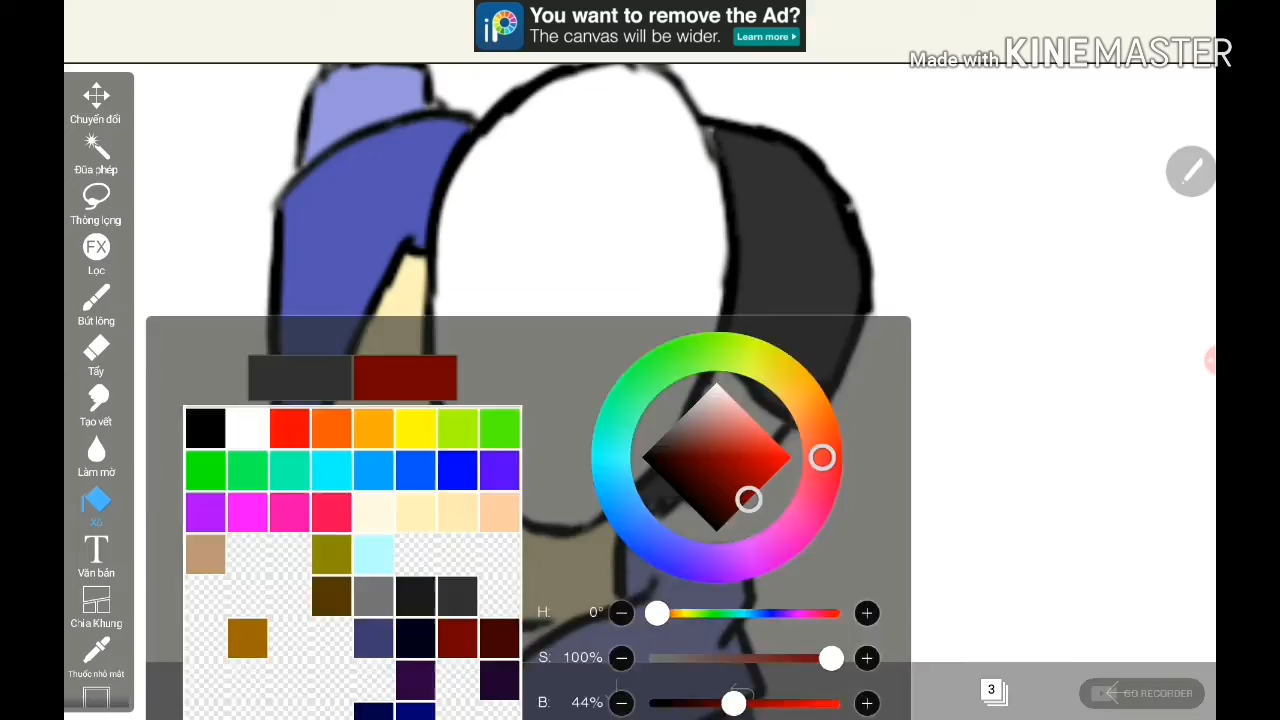 You want to remove the Ad?
iP The canvas will be wider. Learn more ▸
Made with KINEMASTER
Chuyển đổi
Đũa phép
Thòng lọng
FX
Lọc
Bút lông
Tẩy
Tạo vết
Làm mờ
Xô
T
Văn bản
Chia Khung
Thuốc nhỏ mắt
H: 0°
S: 100%
B: 44%
3
GO RECORDER